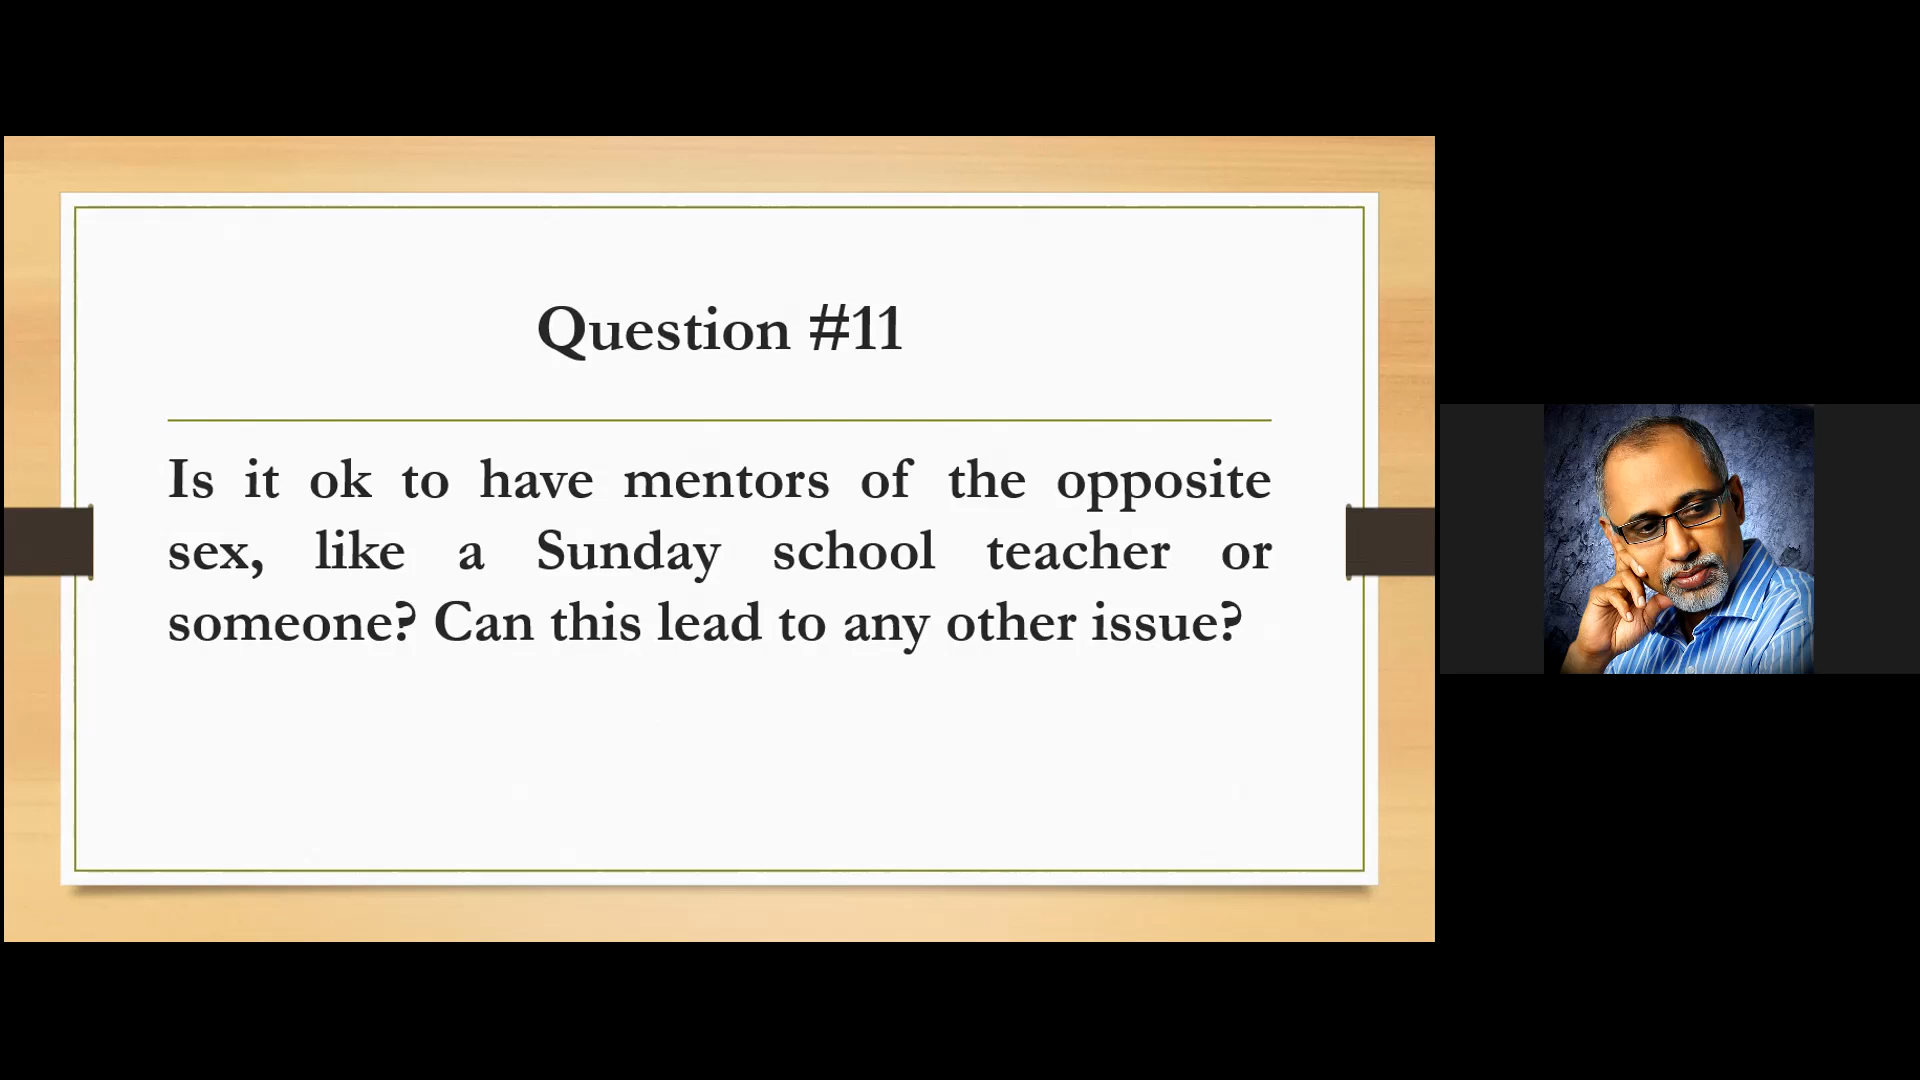 Question #11
Is it ok to have mentors of the opposite
sex, like a Sunday school teacher or
someone? Can this lead to any other issue?